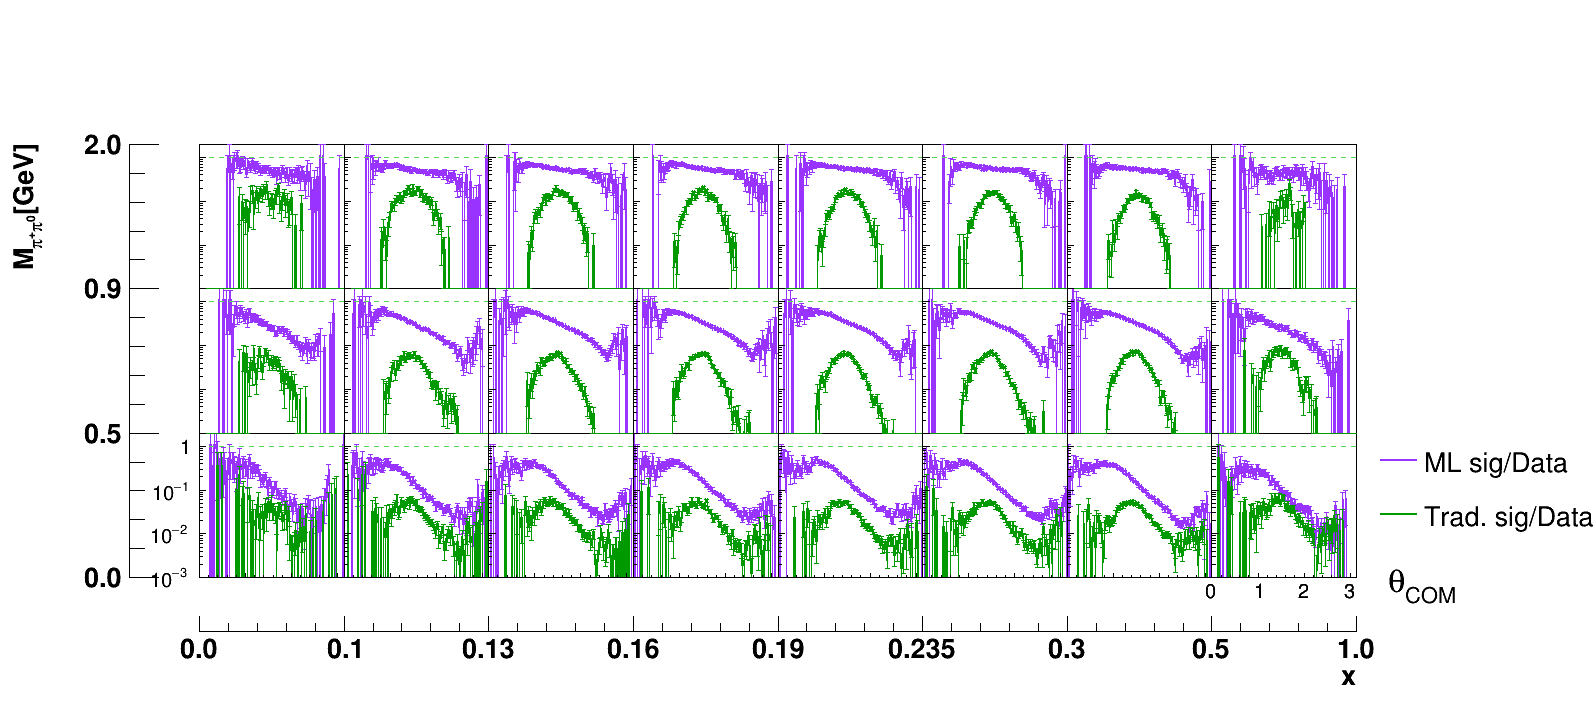 M_{π⁺π⁰}[GeV]
2.0
0.9
0.5
0.0
1
10⁻¹
10⁻²
10⁻³
ML sig/Data
Trad. sig/Data
0 1 2 3
θ_COM
0.0 0.1 0.13 0.16 0.19 0.235 0.3 0.5 1.0
x